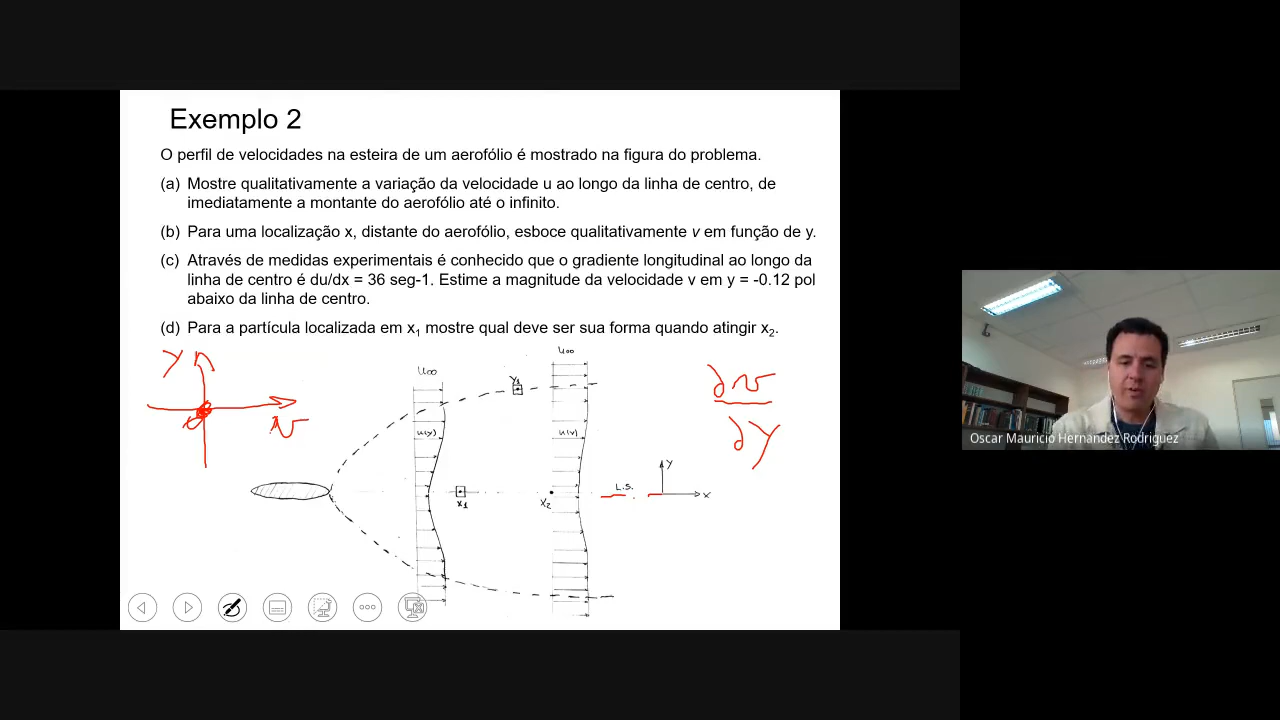 Exemplo 2
O perfil de velocidades na esteira de um aerofólio é mostrado na figura do problema.
(a) Mostre qualitativamente a variação da velocidade u ao longo da linha de centro, de
imediatamente a montante do aerofólio até o infinito.
(b) Para uma localização x, distante do aerofólio, esboce qualitativamente v em função de y.
(c) Através de medidas experimentais é conhecido que o gradiente longitudinal ao longo da
linha de centro é du/dx = 36 seg-1. Estime a magnitude da velocidade v em y = -0.12 pol
abaixo da linha de centro.
(d) Para a partícula localizada em x₁ mostre qual deve ser sua forma quando atingir x₂.
y
v
U∞
U∞
y₁
u(y)
u(y)
x₁
x₂
L.S.
y
x
∂v
∂y
Oscar Mauricio Hernandez Rodriguez